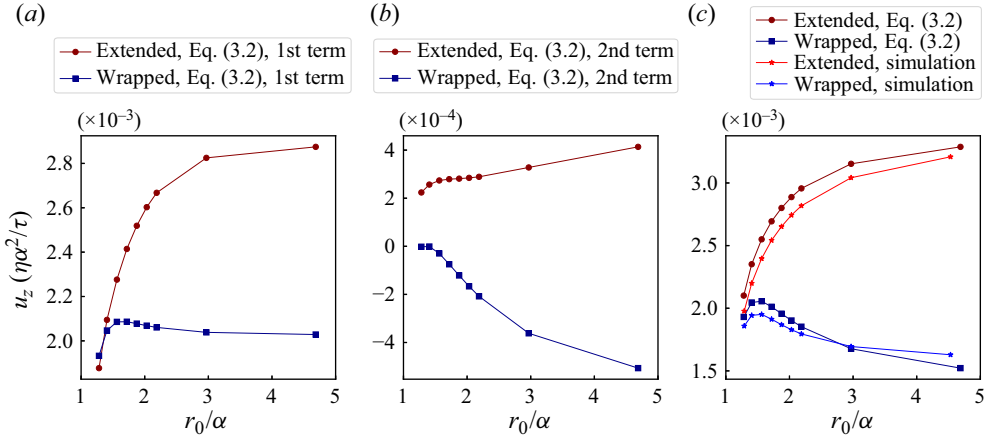 (a)
Extended, Eq. (3.2), 1st term
Wrapped, Eq. (3.2), 1st term
(×10⁻³)
2.8
2.6
2.4
2.2
2.0
u_z (ηα²/τ)
1 2 3 4 5
r₀/α
(b)
Extended, Eq. (3.2), 2nd term
Wrapped, Eq. (3.2), 2nd term
(×10⁻⁴)
4
2
0
−2
−4
1 2 3 4 5
r₀/α
(c)
Extended, Eq. (3.2)
Wrapped, Eq. (3.2)
Extended, simulation
Wrapped, simulation
(×10⁻³)
3.0
2.5
2.0
1.5
1 2 3 4 5
r₀/α